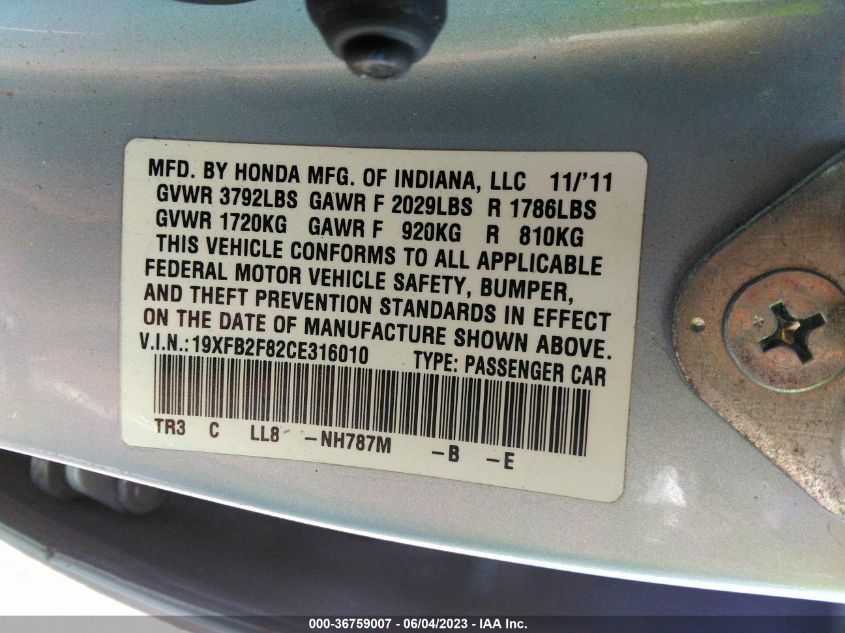 MFD. BY HONDA MFG. OF INDIANA, LLC 11/'11
GVWR 3792LBS GAWR F 2029LBS R 1786LBS
GVWR 1720KG GAWR F 920KG R 810KG
THIS VEHICLE CONFORMS TO ALL APPLICABLE
FEDERAL MOTOR VEHICLE SAFETY, BUMPER,
AND THEFT PREVENTION STANDARDS IN EFFECT
ON THE DATE OF MANUFACTURE SHOWN ABOVE.
V.I.N.: 19XFB2F82CE316010 TYPE: PASSENGER CAR
TR3 C LL8 -NH787M -B -E
000-36759007 - 06/04/2023 - IAA Inc.